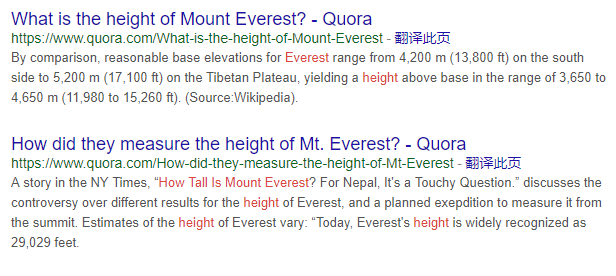 What is the height of Mount Everest? - Quora
https://www.quora.com/What-is-the-height-of-Mount-Everest - 翻译此页
By comparison, reasonable base elevations for Everest range from 4,200 m (13,800 ft) on the south
side to 5,200 m (17,100 ft) on the Tibetan Plateau, yielding a height above base in the range of 3,650 to
4,650 m (11,980 to 15,260 ft). (Source:Wikipedia).
How did they measure the height of Mt. Everest? - Quora
https://www.quora.com/How-did-they-measure-the-height-of-Mt-Everest - 翻译此页
A story in the NY Times, “How Tall Is Mount Everest? For Nepal, It’s a Touchy Question.” discusses the
controversy over different results for the height of Everest, and a planned exepdition to measure it from
the summit. Estimates of the height of Everest vary: “Today, Everest's height is widely recognized as
29,029 feet.